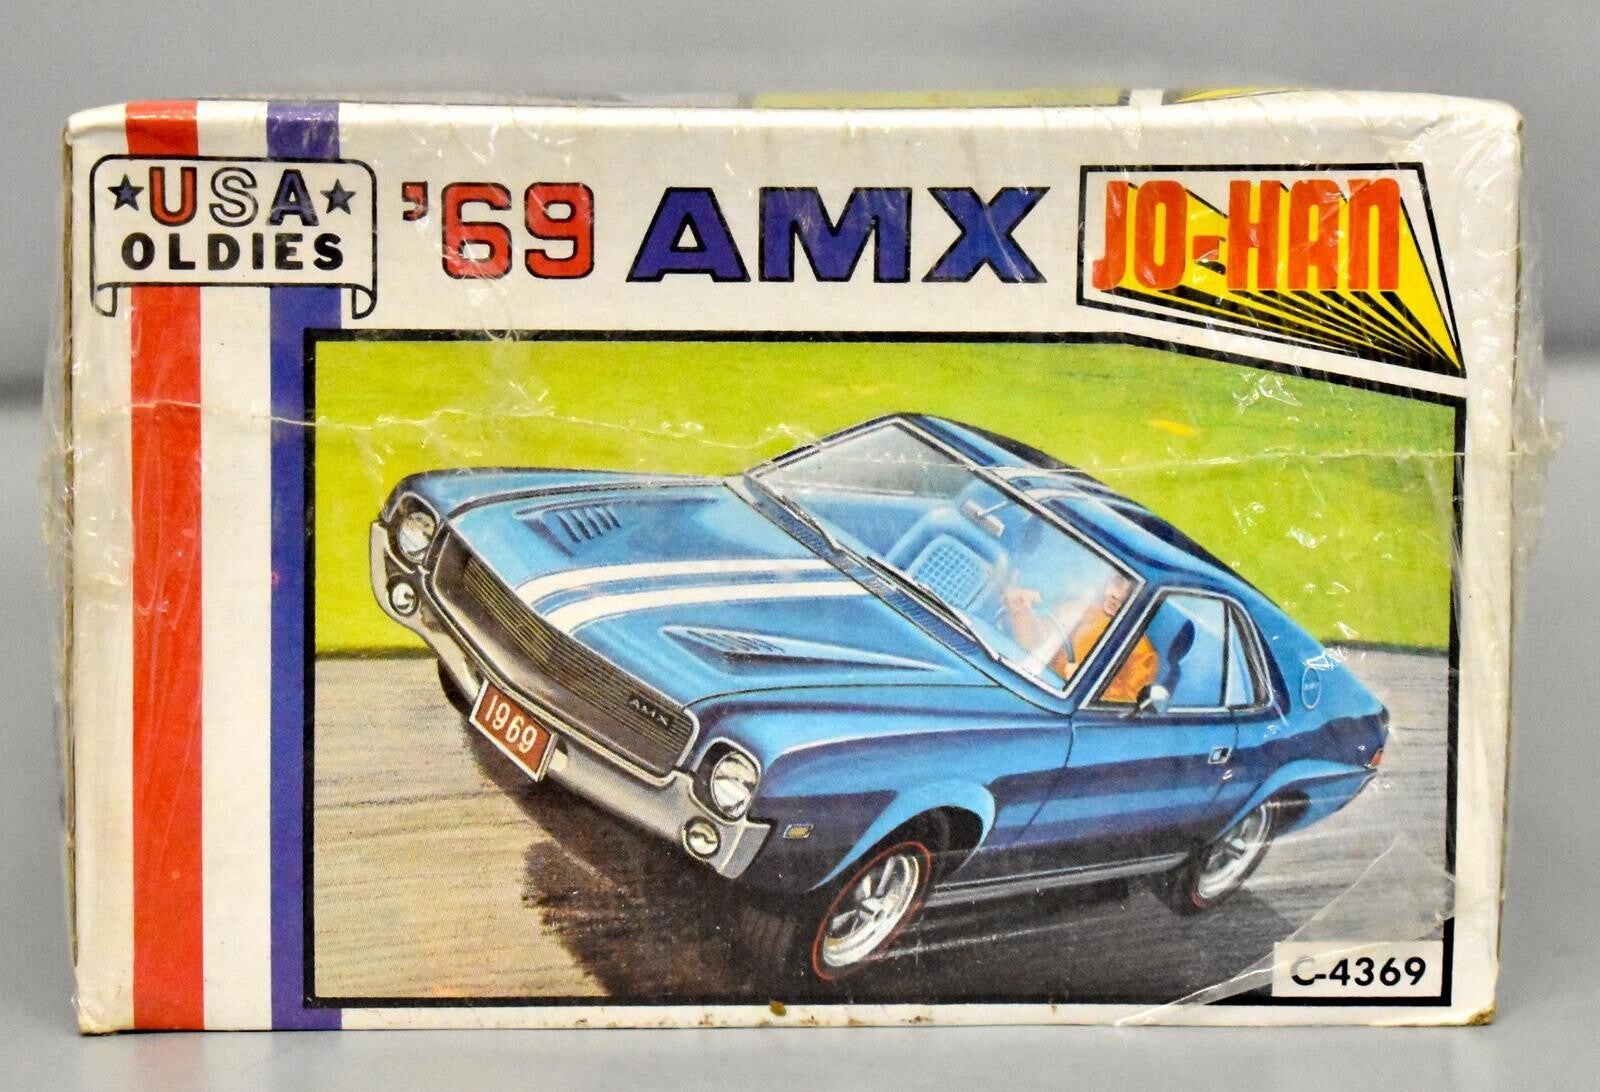 USA
OLDIES
'69 AMX
JO-HAN
AMX
1969
C-4369